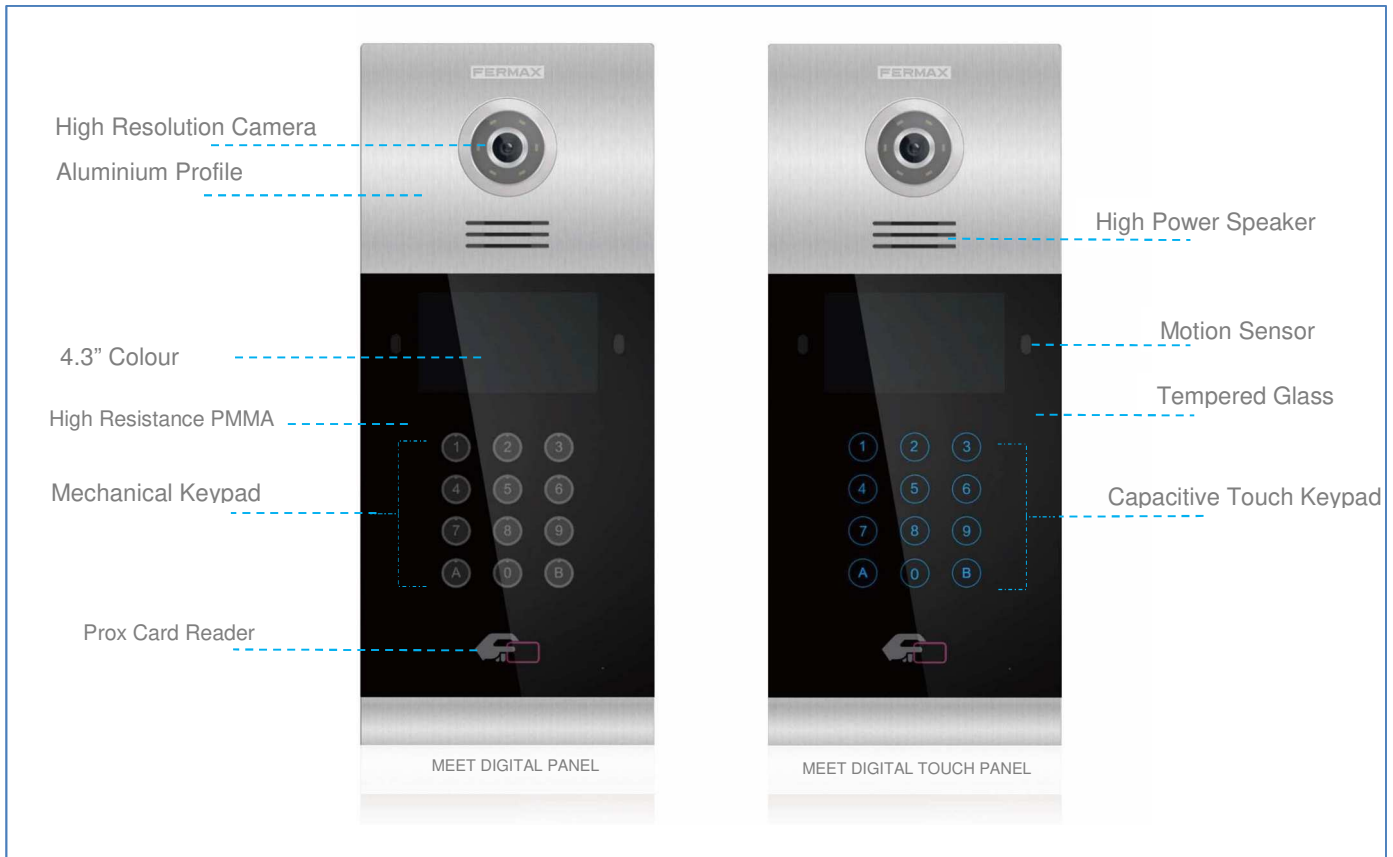 FERMAX
FERMAX
High Resolution Camera
Aluminium Profile
High Power Speaker
4.3” Colour
Motion Sensor
High Resistance PMMA
Tempered Glass
Mechanical Keypad
Capacitive Touch Keypad
1 2 3
4 5 6
7 8 9
A 0 B
1 2 3
4 5 6
7 8 9
A 0 B
Prox Card Reader
MEET DIGITAL PANEL
MEET DIGITAL TOUCH PANEL